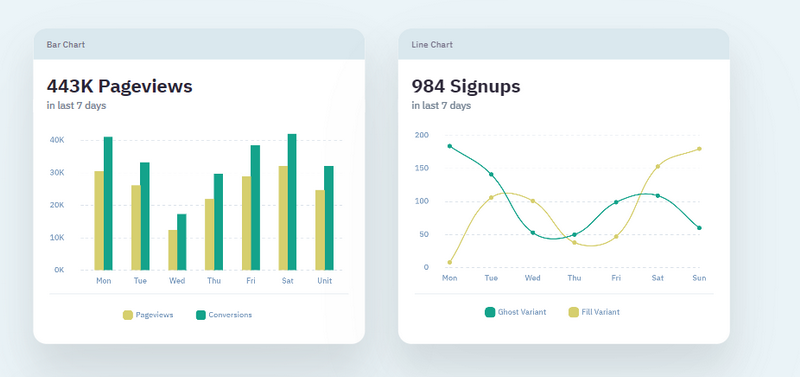 Bar Chart
443K Pageviews
in last 7 days
40K
30K
20K
10K
0K
Mon Tue Wed Thu Fri Sat Unit
Pageviews Conversions
Line Chart
984 Signups
in last 7 days
200
150
100
50
0
Mon Tue Wed Thu Fri Sat Sun
Ghost Variant Fill Variant